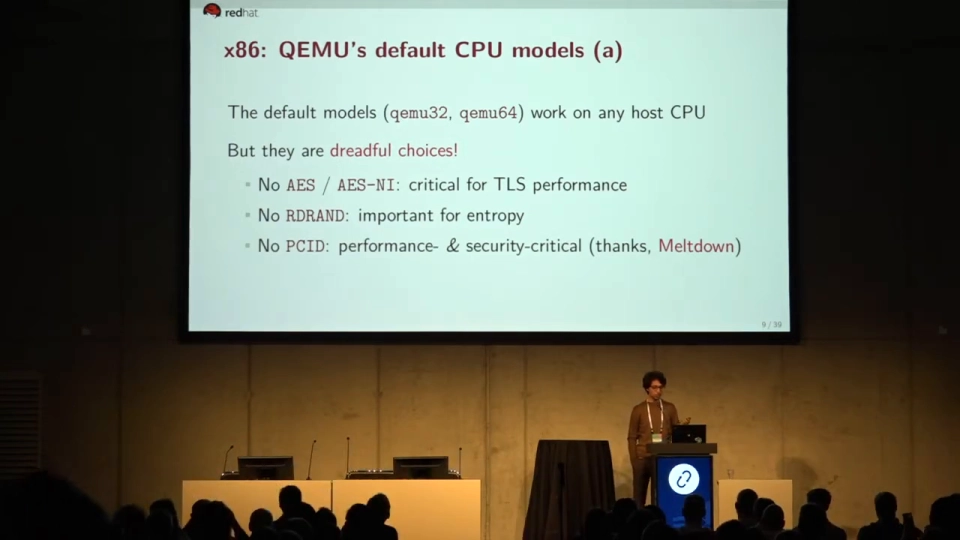 redhat
x86: QEMU's default CPU models (a)
The default models (qemu32, qemu64) work on any host CPU
But they are dreadful choices!
No AES / AES-NI: critical for TLS performance
No RDRAND: important for entropy
No PCID: performance- & security-critical (thanks, Meltdown)
9 / 39